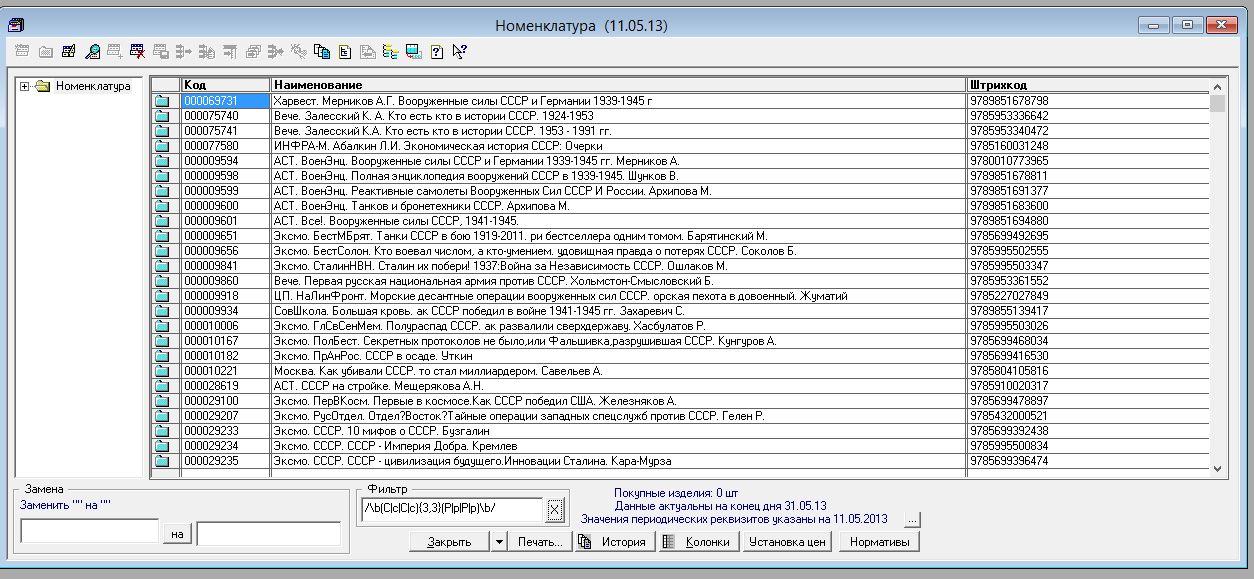 Номенклатура (11.05.13)
Номенклатура
Код Наименование Штрихкод
000069731 Харвест. Мерников А.Г. Вооруженные силы СССР и Германии 1939-1945 г 9789851678798
000075740 Вече. Залесский К. А. Кто есть кто в истории СССР. 1924-1953 9785953336642
000075741 Вече. Залесский К.А. Кто есть кто в истории СССР. 1953 - 1991 гг. 9785953340472
000077580 ИНФРА-М. Абалкин Л.И. Экономическая история СССР: Очерки 9785160031248
000009594 АСТ. ВоенЭнц. Вооруженные силы СССР и Германии 1939-1945 гг. Мерников А. 9780010773965
000009598 АСТ. ВоенЭнц. Полная энциклопедия вооружений СССР в 1939-1945. Шунков В. 9789851678811
000009599 АСТ. ВоенЭнц. Реактивные самолеты Вооруженных Сил СССР И России. Архипова М. 9789851691377
000009600 АСТ. ВоенЭнц. Танков и бронетехники СССР. Архипова М. 9789851683600
000009601 АСТ. Все!. Вооруженные силы СССР, 1941-1945. 9789851694880
000009651 Эксмо. БестМБрят. Танки СССР в бою 1919-2011. ри бестселлера одним томом. Барятинский М. 9785699492695
000009656 Эксмо. БестСолон. Кто воевал числом, а кто-умением. удовищная правда о потерях СССР. Соколов Б. 9785995502555
000009841 Эксмо. СталинНВН. Сталин их побери! 1937:Война за Независимость СССР. Ошлаков М. 9785995503347
000009860 Вече. Первая русская национальная армия против СССР. Хольмстон-Смысловский Б. 9785953361552
000009918 ЦП. НаЛинФронт. Морские десантные операции вооруженных сил СССР. орская пехота в довоенный. Жуматий 9785227027849
000009934 СовШкола. Большая кровь. ак СССР победил в войне 1941-1945 гг. Захаревич С. 9789855139417
000010006 Эксмо. ГлСвСенМем. Полураспад СССР. ак развалили сверхдержаву. Хасбулатов Р. 9785995503026
000010167 Эксмо. ПолБест. Секретных протоколов не было,или Фальшивка,разрушившая СССР. Кунгуров А. 9785699468034
000010182 Эксмо. ПрАнРос. СССР в осаде. Уткин 9785699416530
000010221 Москва. Как убивали СССР. то стал миллиардером. Савельев А. 9785804105816
000028619 АСТ. СССР на стройке. Мещерякова А.Н. 9785910020317
000029100 Эксмо. ПерВКосм. Первые в космосе.Как СССР победил США. Железняков А. 9785699478897
000029207 Эксмо. РусОтдел. Отдел?Восток?Тайные операции западных спецслужб против СССР. Гелен Р. 9785432000521
000029233 Эксмо. СССР. 10 мифов о СССР. Бузгалин 9785699392438
000029234 Эксмо. СССР. СССР - Империя Добра. Кремлев 9785995500834
000029235 Эксмо. СССР. СССР - цивилизация будущего.Инновации Сталина. Кара-Мурза 9785699396474
Замена
Заменить "" на ""
на
Фильтр
/\b(С|с|C|c){3,3}(Р|р|P|p)\b/
Покупные изделия: 0 шт
Данные актуальны на конец дня 31.05.13
Значения периодических реквизитов указаны на 11.05.2013 ...
Закрыть Печать... История Колонки Установка цен Нормативы